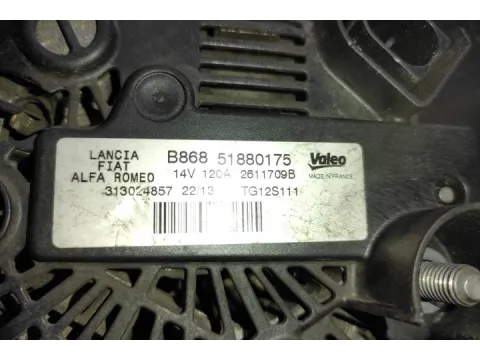 LANCIA
FIAT
ALFA ROMEO
B868 51880175
14V 120A 2611709B
313024857 22/13 TG12S111
Valeo
MADE IN FRANCE